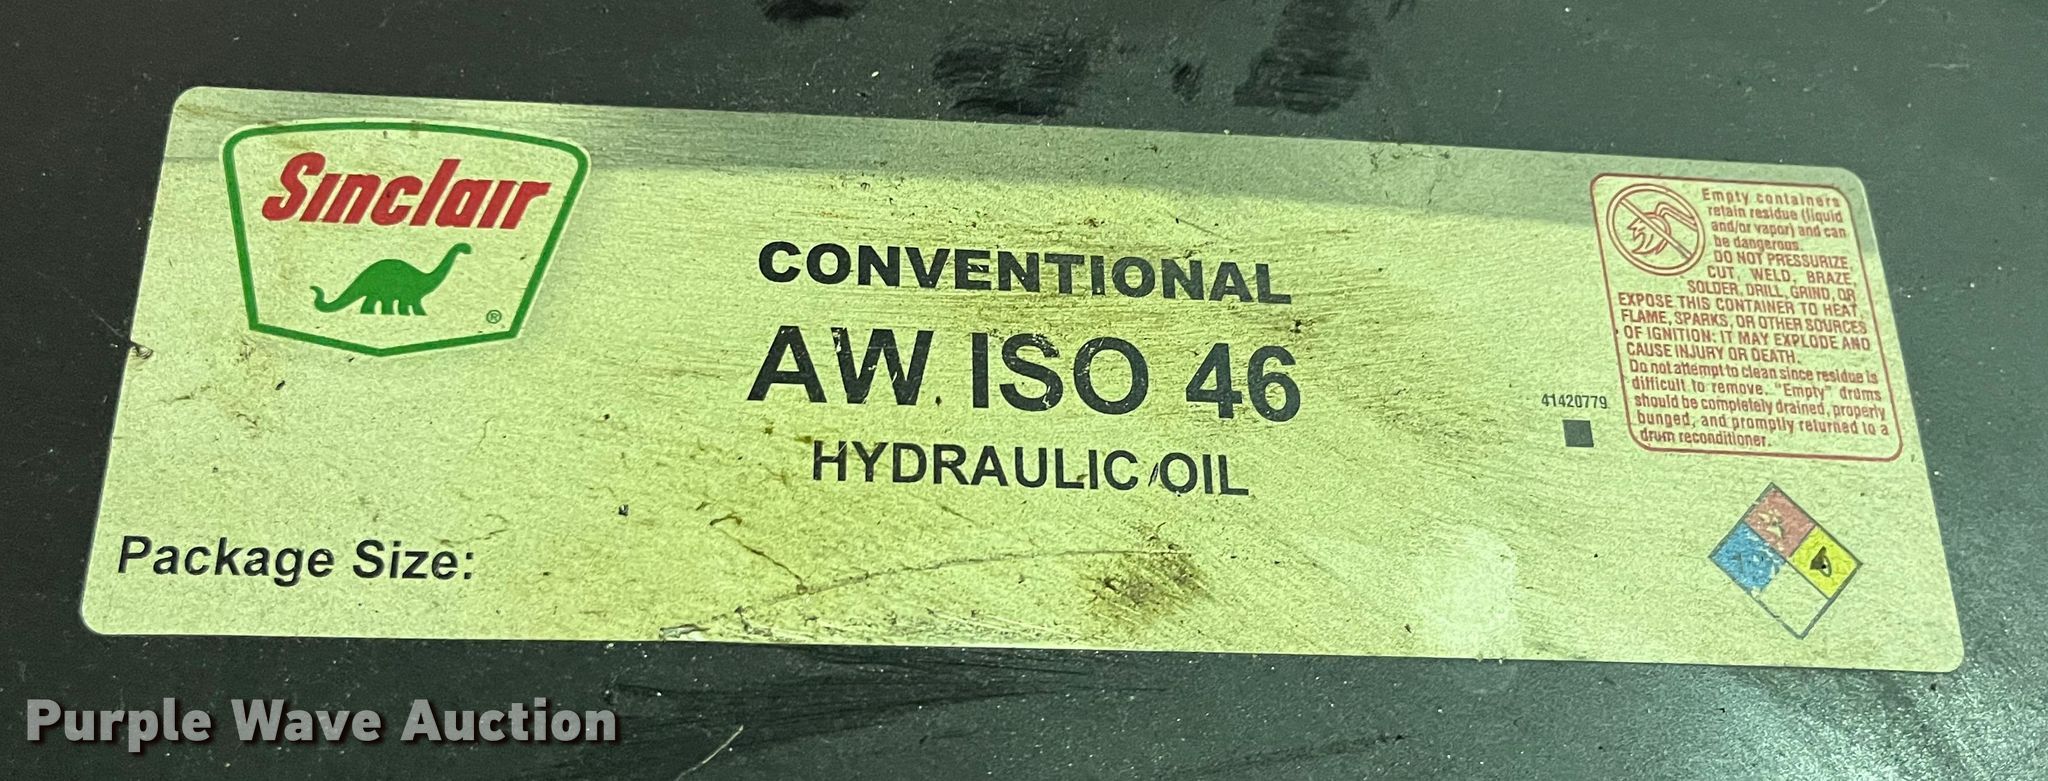 Sinclair
®
CONVENTIONAL
AW ISO 46
HYDRAULIC OIL
Package Size:
41420779
Empty containers
retain residue (liquid
and/or vapor) and can
be dangerous.
DO NOT PRESSURIZE,
CUT, WELD, BRAZE,
SOLDER, DRILL, GRIND, OR
EXPOSE THIS CONTAINER TO HEAT,
FLAME, SPARKS, OR OTHER SOURCES
OF IGNITION: IT MAY EXPLODE AND
CAUSE INJURY OR DEATH.
Do not attempt to clean since residue is
difficult to remove. "Empty" drums
should be completely drained, properly
bunged, and promptly returned to a
drum reconditioner.
Purple Wave Auction